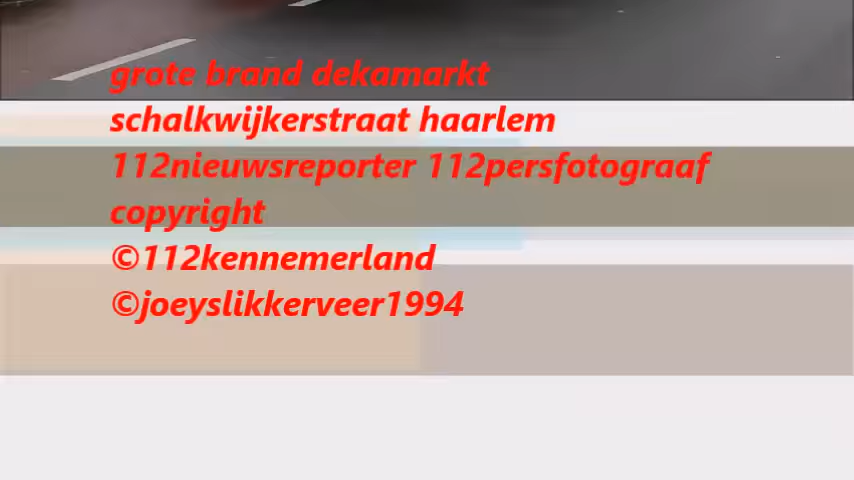 grote brand dekamarkt
schalkwijkerstraat haarlem
112nieuwsreporter 112persfotograaf
copyright
©112kennemerland
©joeyslikkerveer1994